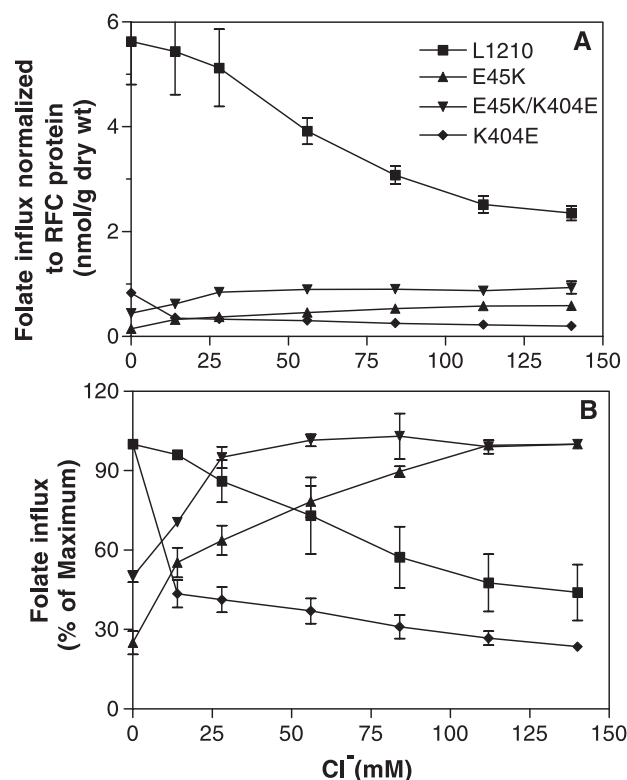 A
L1210
E45K
E45K/K404E
K404E
Folate influx normalized
to RFC protein
(nmol/g dry wt)
6
4
2
0
0 25 50 75 100 125 150
B
Folate influx
(% of Maximum)
120
90
60
30
0
0 25 50 75 100 125 150
Cl⁻(mM)